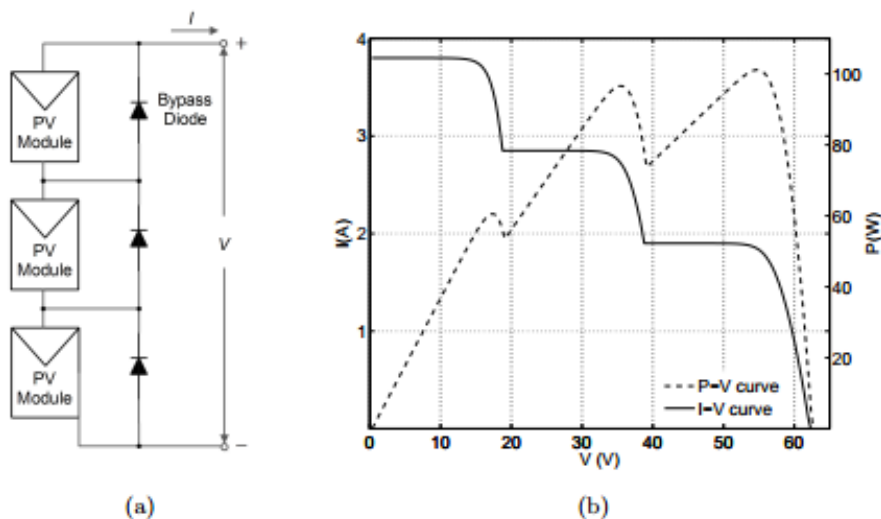 I
+
PV
Module
Bypass
Diode
PV
Module
V
PV
Module
−
(a)
4
3
2
1
I(A)
100
80
60
40
20
P(W)
P=V curve
I=V curve
0 10 20 30 40 50 60
V (V)
(b)